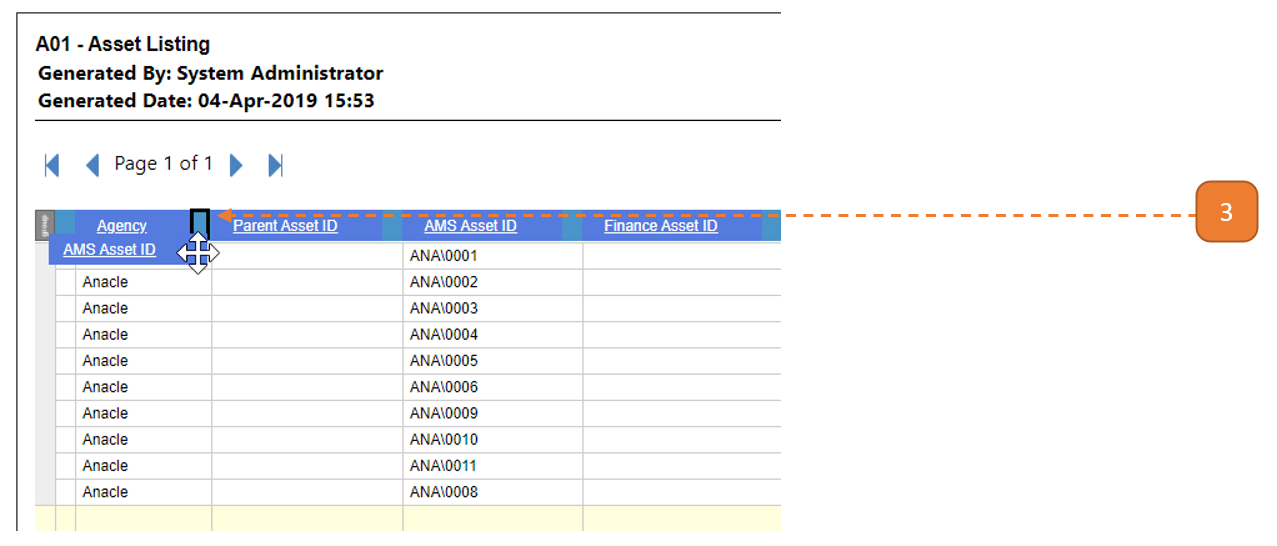 A01 - Asset Listing
Generated By: System Administrator
Generated Date: 04-Apr-2019 15:53
Page 1 of 1
3
group Agency Parent Asset ID AMS Asset ID Finance Asset ID
AMS Asset ID
ANA\0001
Anacle ANA\0002
Anacle ANA\0003
Anacle ANA\0004
Anacle ANA\0005
Anacle ANA\0006
Anacle ANA\0009
Anacle ANA\0010
Anacle ANA\0011
Anacle ANA\0008